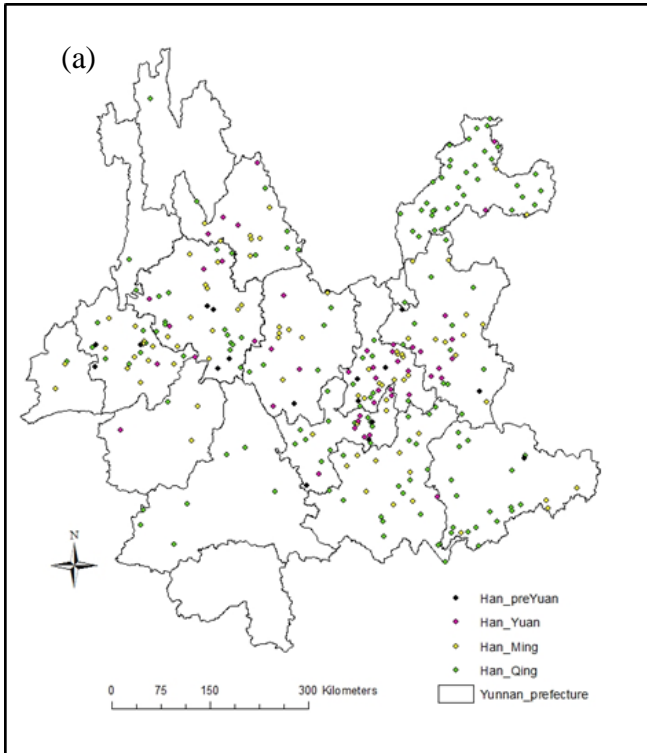 (a)
N
Han_preYuan
Han_Yuan
Han_Ming
Han_Qing
Yunnan_prefecture
0 75 150 300 Kilometers